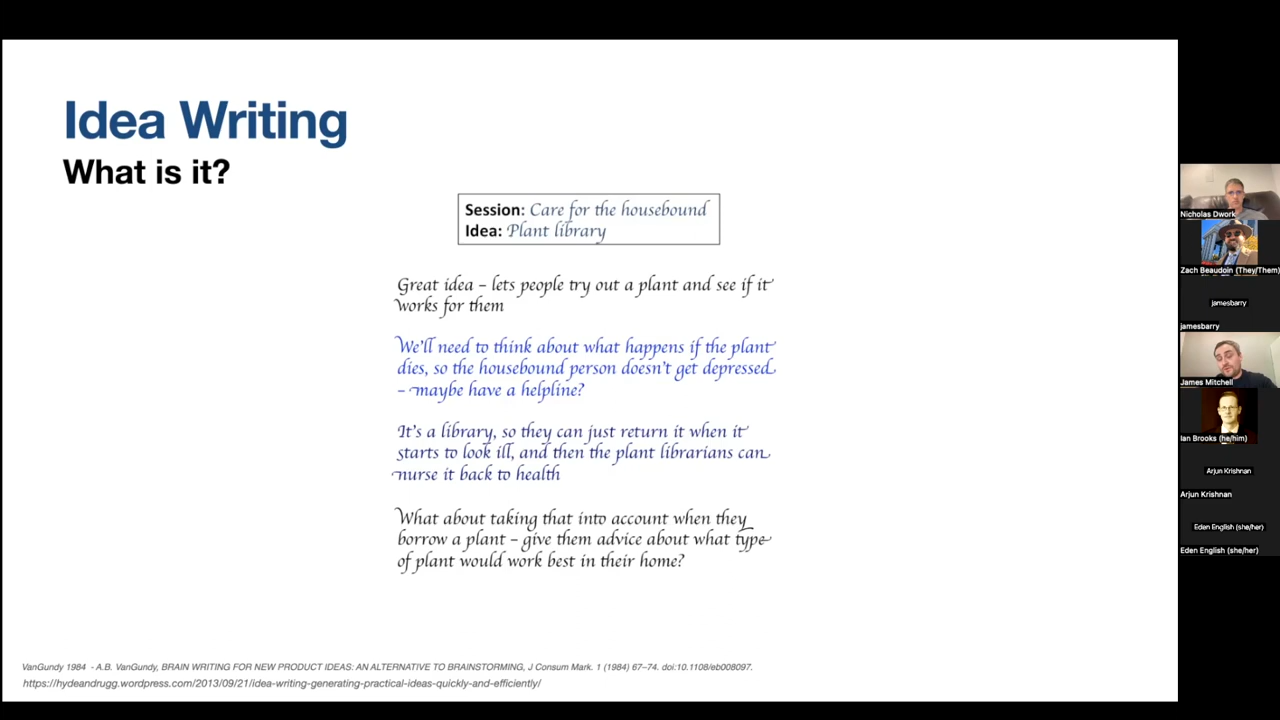 Idea Writing
What is it?
Session: Care for the housebound
Idea: Plant library
Great idea – lets people try out a plant and see if it
works for them
We'll need to think about what happens if the plant
dies, so the housebound person doesn't get depressed
– maybe have a helpline?
It's a library, so they can just return it when it
starts to look ill, and then the plant librarians can
nurse it back to health
What about taking that into account when they
borrow a plant – give them advice about what type
of plant would work best in their home?
VanGundy 1984 - A.B. VanGundy, BRAIN WRITING FOR NEW PRODUCT IDEAS: AN ALTERNATIVE TO BRAINSTORMING, J Consum Mark. 1 (1984) 67–74. doi:10.1108/eb008097.
https://hydeandrugg.wordpress.com/2013/09/21/idea-writing-generating-practical-ideas-quickly-and-efficiently/
Nicholas Dwork
Zach Beaudoin (They/Them)
jamesbarry
jamesbarry
James Mitchell
Ian Brooks (he/him)
Arjun Krishnan
Arjun Krishnan
Eden English (she/her)
Eden English (she/her)